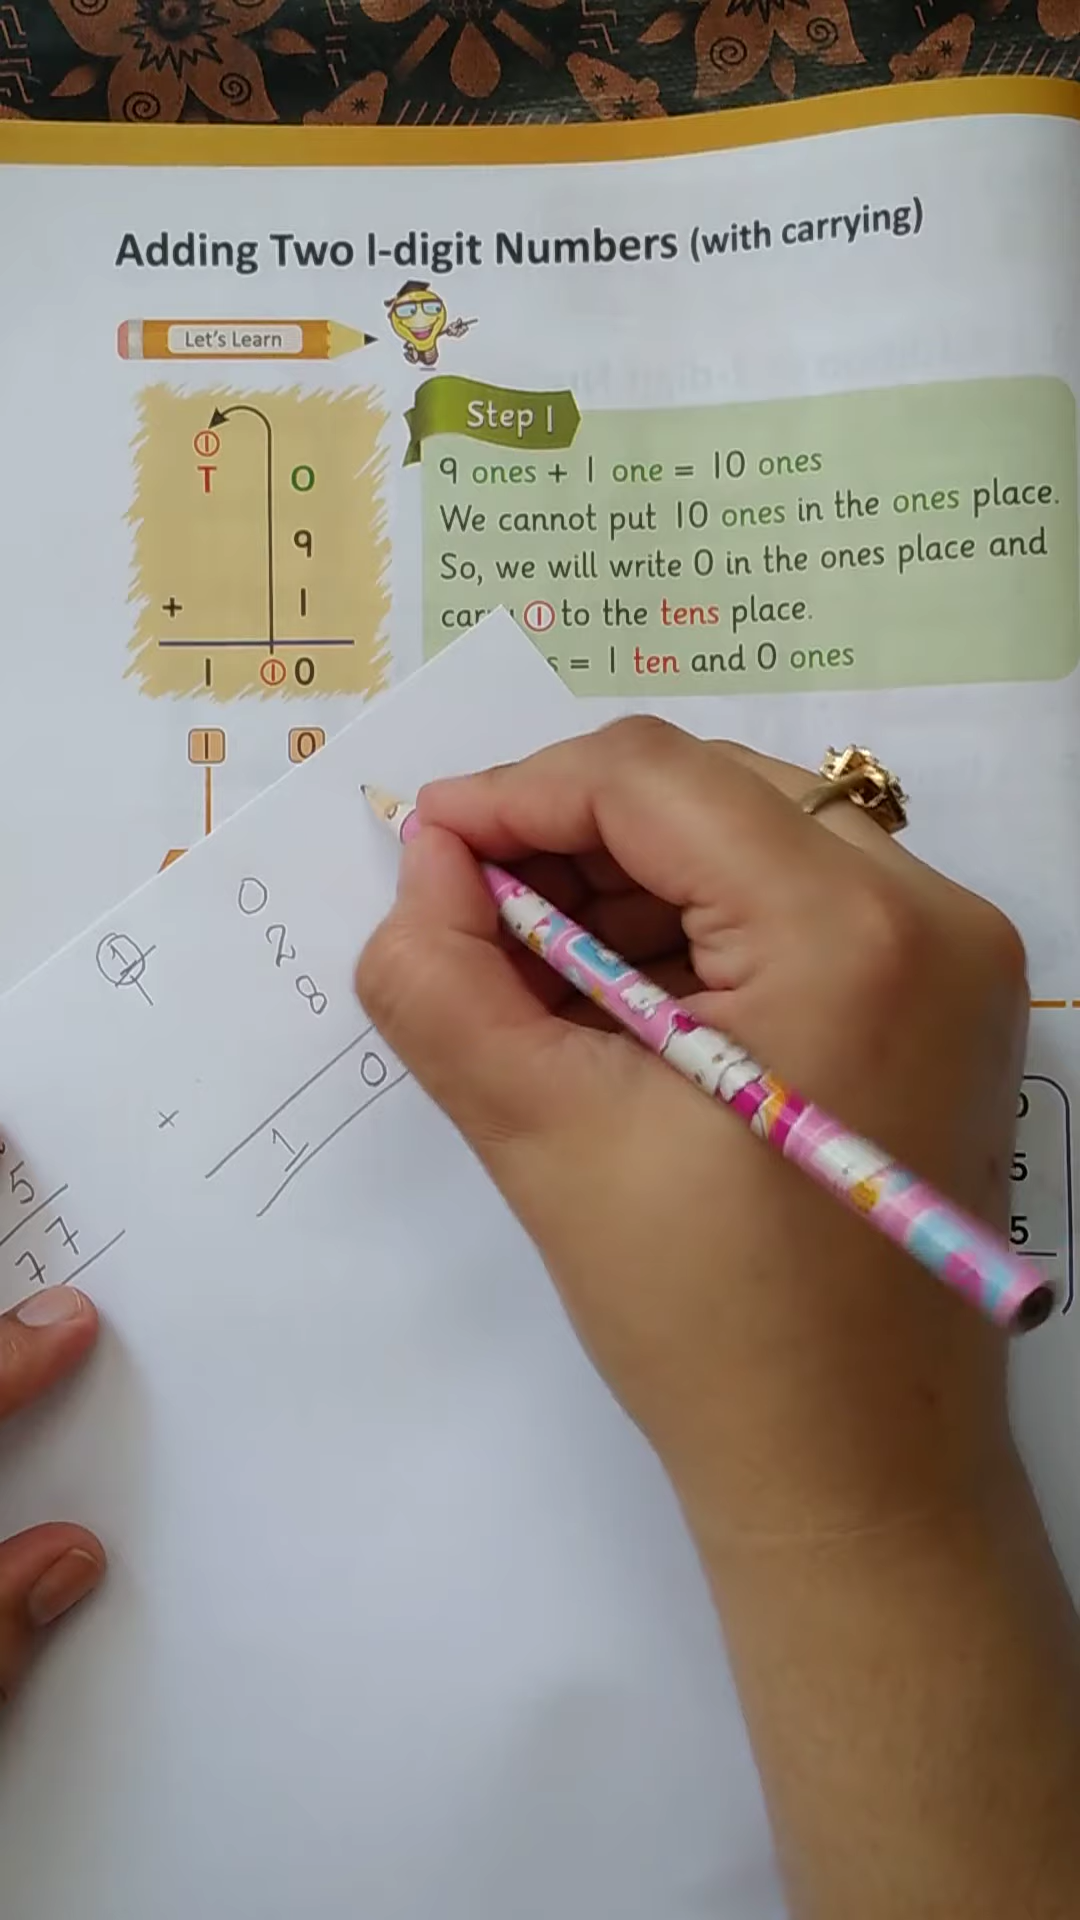 Adding Two 1-digit Numbers (with carrying)
Let's Learn
Step 1
① 
T O
9
+ 1
1 ① 0
1 0
9 ones + 1 one = 10 ones
We cannot put 10 ones in the ones place.
So, we will write 0 in the ones place and
① to the tens place.
= 1 ten and 0 ones
① T O
2
+ 8
1 0
5
7 7
5
5